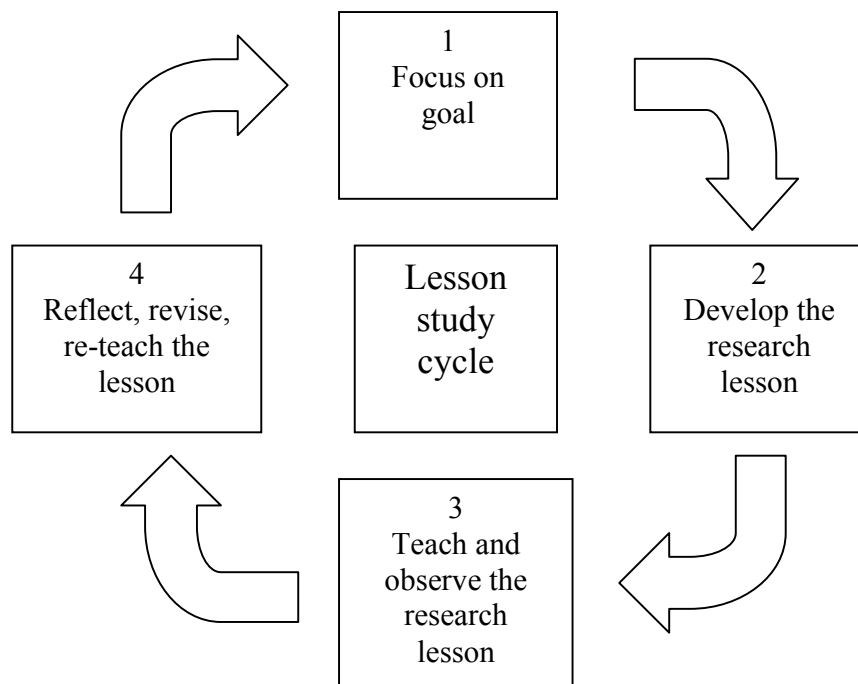 1
Focus on
goal
2
Develop the
research
lesson
3
Teach and
observe the
research
lesson
4
Reflect, revise,
re-teach the
lesson
Lesson
study
cycle